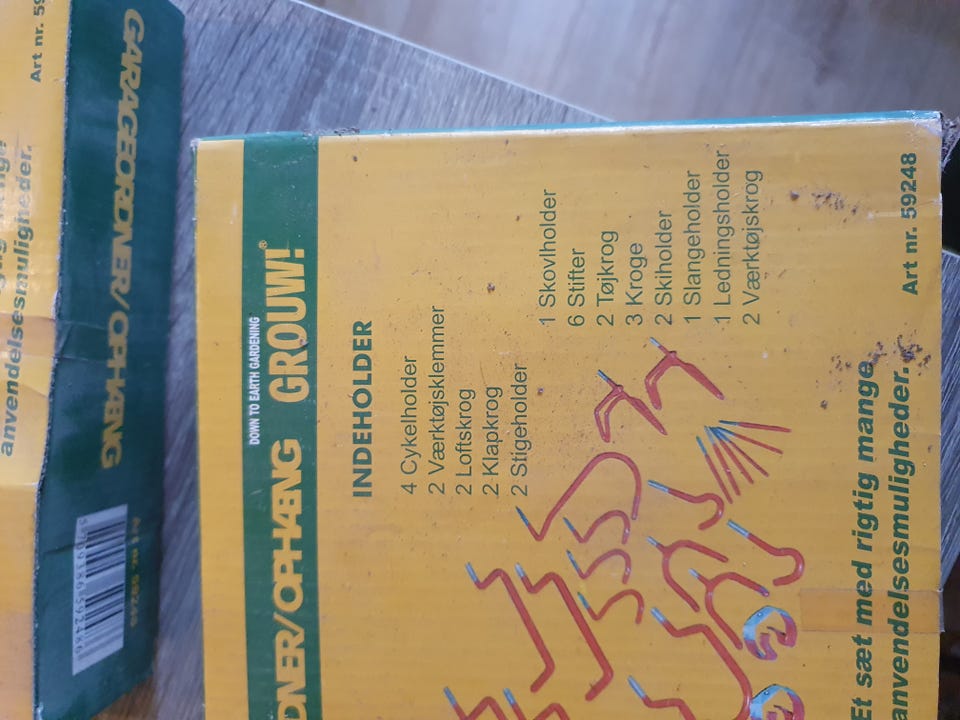 DOWN TO EARTH GARDENING
DNER/OPHÆNG GROUW!®
INDEHOLDER
4 Cykelholder
2 Værktøjsklemmer
2 Loftskrog
2 Klapkrog
2 Stigeholder
1 Skovlholder
6 Stifter
2 Tøjkrog
3 Kroge
2 Skiholder
1 Slangeholder
1 Ledningsholder
2 Værktøjskrog
Et sæt med rigtig mange
anvendelsesmuligheder.
Art nr. 59248
anvendelsesmuligheder.
Art nr. 59
GARAGEORDNER/OPHÆNG